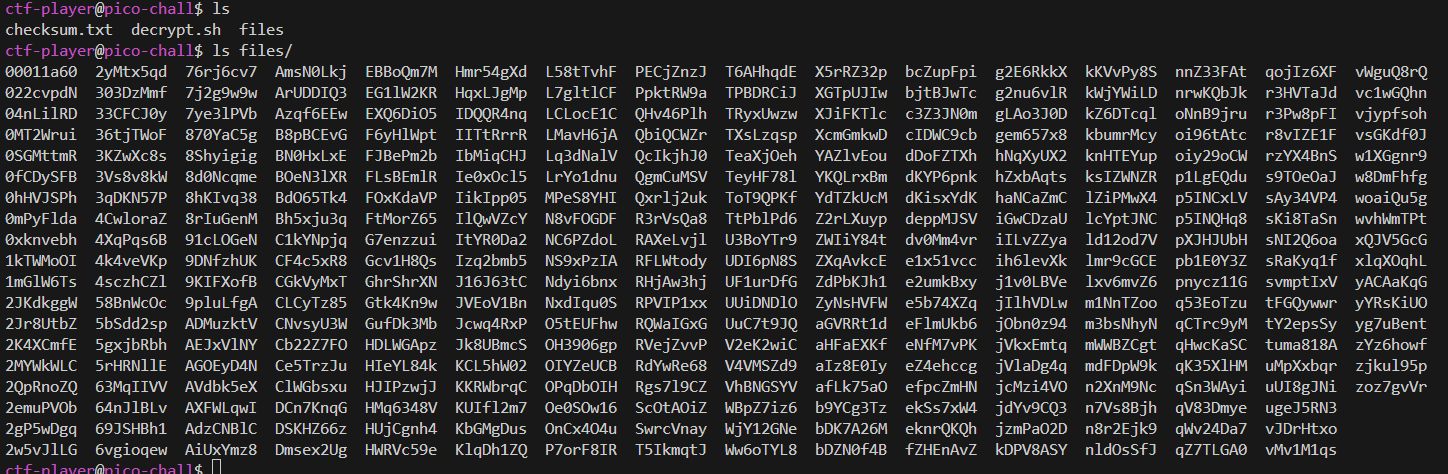 ctf-player@pico-chall$ ls
checksum.txt  decrypt.sh  files
ctf-player@pico-chall$ ls files/
00011a60  2yMtx5qd  76rj6cv7  AmsN0Lkj  EBBoQm7M  Hmr54gXd  L58tTvhF  PECjZnzJ  T6AHhqdE  X5rRZ32p  bcZupFpi  g2E6RkkX  kKVvPy8S  nnZ33FAt  qojIz6XF  vWguQ8rQ
022cvpdN  303DzMmf  7j2g9w9w  ArUDDIQ3  EG1lW2KR  HqxLJgMp  L7gltlCF  PpktRW9a  TPBDRCiJ  XGTpUJIw  bjtBJwTc  g2nu6vlR  kWjYWiLD  nrwKQbJk  r3HVTaJd  vc1wGQhn
04nLilRD  33CFCJ0y  7ye3lPVb  Azqf6EEw  EXQ6DiO5  IDQQR4nq  LCLocE1C  QHv46Plh  TRyxUwzw  XJiFKTlc  c3Z3JN0m  gLAo3J0D  kZ6DTcql  oNnB9jru  r3Pw8pFI  vjypfsoh
0MT2Wrui  36tjTWoF  870YaC5g  B8pBCEvG  F6yHlWpt  IITtRrrR  LMavH6jA  QbiQCWZr  TXsLzqsp  XcmGmkwD  cIDWC9cb  gem657x8  kbumrMcy  oi96tAtc  r8vIZE1F  vsGKdf0J
0SGMttmR  3KZwXc8s  8Shyigig  BN0HxLxE  FJBePm2b  IbMiqCHJ  Lq3dNalV  QcIkjhJ0  TeaXjOeh  YAZlvEou  dDoFZTXh  hNqXyUX2  knHTEYup  oiy29oCW  rzYX4BnS  w1XGgnr9
0fCDySFB  3Vs8v8kW  8d0Ncqme  BOeN3lXR  FLsBEmlR  Ie0xOcl5  LrYo1dnu  QgmCuMSV  TeyHF78l  YKQLrxBm  dKYP6pnk  hZxbAqts  ksIZWNZR  p1LgEQdu  s9TOeOaJ  w8DmFhfg
0hHVJSPh  3qDKN57P  8hKIvq38  BdO65Tk4  FOxKdaVP  IikIpp05  MPeS8YHI  Qxrlj2uk  ToT9QPKf  YdTZkUcM  dKisxYdK  haNCaZmC  lZiPMwX4  p5INCxLV  sAy34VP4  woaiQu5g
0mPyFlda  4CwloraZ  8rIuGenM  Bh5xju3q  FtMorZ65  IlQwVZcY  N8vFOGDF  R3rVsQa8  TtPblPd6  Z2rLXuyp  deppMJSV  iGwCDzaU  lcYptJNC  p5INQHq8  sKi8TaSn  wvhWmTPt
0xknvebh  4XqPqs6B  91cLOGeN  C1kYNpjq  G7enzzui  ItYR0Da2  NC6PZdoL  RAXeLvjl  U3BoYTr9  ZWIiY84t  dv0Mm4vr  iILvZZya  ld12od7V  pXJHJUbH  sNI2Q6oa  xQJV5GcG
1kTWMoOI  4k4veVKp  9DNfzhUK  CF4c5xR8  Gcv1H8Qs  Izq2bmb5  NS9xPzIA  RFLWtody  UDI6pN8S  ZXqAvkcE  e1x51vcc  ih6levXk  lmr9cGCE  pb1E0Y3Z  sRaKyq1f  xlqXOqhL
1mGlW6Ts  4sczhCZl  9KIFXofB  CGkVyMxT  GhrShrXN  J16J63tC  Ndyi6bnx  RHjAw3hj  UF1urDfG  ZdPbKJh1  e2umkBxy  j1v0LBVe  lxv6mvZ6  pnycz11G  svmptIxV  yACAaKqG
2JKdkggW  58BnWcOc  9pluLfgA  CLCyTz85  Gtk4Kn9w  JVEoV1Bn  NxdIqu0S  RPVIP1xx  UUiDNDlO  ZyNsHVFW  e5b74XZq  jIlhVDLw  m1NnTZoo  q53EoTzu  tFGQywwr  yYRsKiUO
2Jr8UtbZ  5bSdd2sp  ADMuzktV  CNvsyU3W  GufDk3Mb  Jcwq4RxP  O5tEUFhw  RQWaIGxG  UuC7t9JQ  aGVRRt1d  eFlmUkb6  jObn0z94  m3bsNhyN  qCTrc9yM  tY2epsSy  yg7uBent
2K4XCmfE  5gxjbRbh  AEJxVlNY  Cb22Z7FO  HDLWGApz  Jk8UBmcS  OH3906gp  RVejZvvP  V2eK2wiC  aHFaEXKf  eNfM7vPK  jVkxEmtq  mWWBZCgt  qHwcKaSC  tuma818A  zYz6howf
2MYWkWLC  5rHRNllE  AGOEyD4N  Ce5TrzJu  HIeYL84k  KCL5hW02  OIYZeUCB  RdYwRe68  V4VMSZd9  aIz8E0Iy  eZ4ehccg  jVlaDg4q  mdFDpW9k  qK35XlHM  uMpXxbqr  zjkul95p
2QpRnoZQ  63MqIIVV  AVdbk5eX  ClWGbsxu  HJIPzwjJ  KKRWbrqC  OPqDbOIH  Rgs7l9CZ  VhBNGSYV  afLk75aO  efpcZmHN  jcMzi4VO  n2XnM9Nc  qSn3WAyi  uUI8gJNi  zoz7gvVr
2emuPVOb  64nJlBLv  AXFWLqwI  DCn7KnqG  HMq6348V  KUIfl2m7  Oe0SOw16  ScOtAOiZ  WBpZ7iz6  b9YCg3Tz  ekSs7xW4  jdYv9CQ3  n7Vs8Bjh  qV83Dmye  ugeJ5RN3
2gP5wDgq  69JSHBh1  AdzCNBlC  DSKHZ66z  HUjCgnh4  KbGMgDus  OnCx4O4u  SwrcVnay  WjY12GNe  bDK7A26M  eknrQKQh  jzmPaO2D  n8r2Ejk9  qWv24Da7  vJDrHtxo
2w5vJlLG  6vgioqew  AiUxYmz8  Dmsex2Ug  HWRVc59e  KlqDh1ZQ  P7orF8IR  T5IkmqtJ  Ww6oTYL8  bDZN0f4B  fZHEnAvZ  kDPV8ASY  nldOsSfJ  qZ7TLGA0  vMv1M1qs
ctf-player@pico-chall$